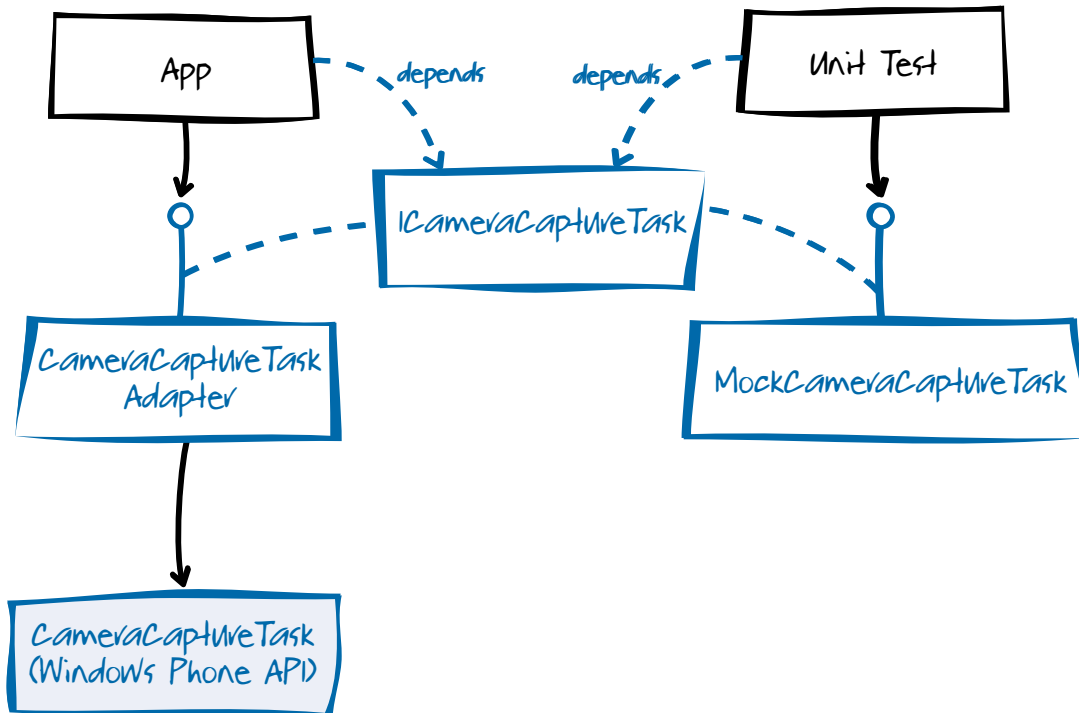 App
depends
depends
Unit Test
ICameraCaptureTask
CameraCaptureTask
Adapter
MockCameraCaptureTask
CameraCaptureTask
(Windows Phone API)